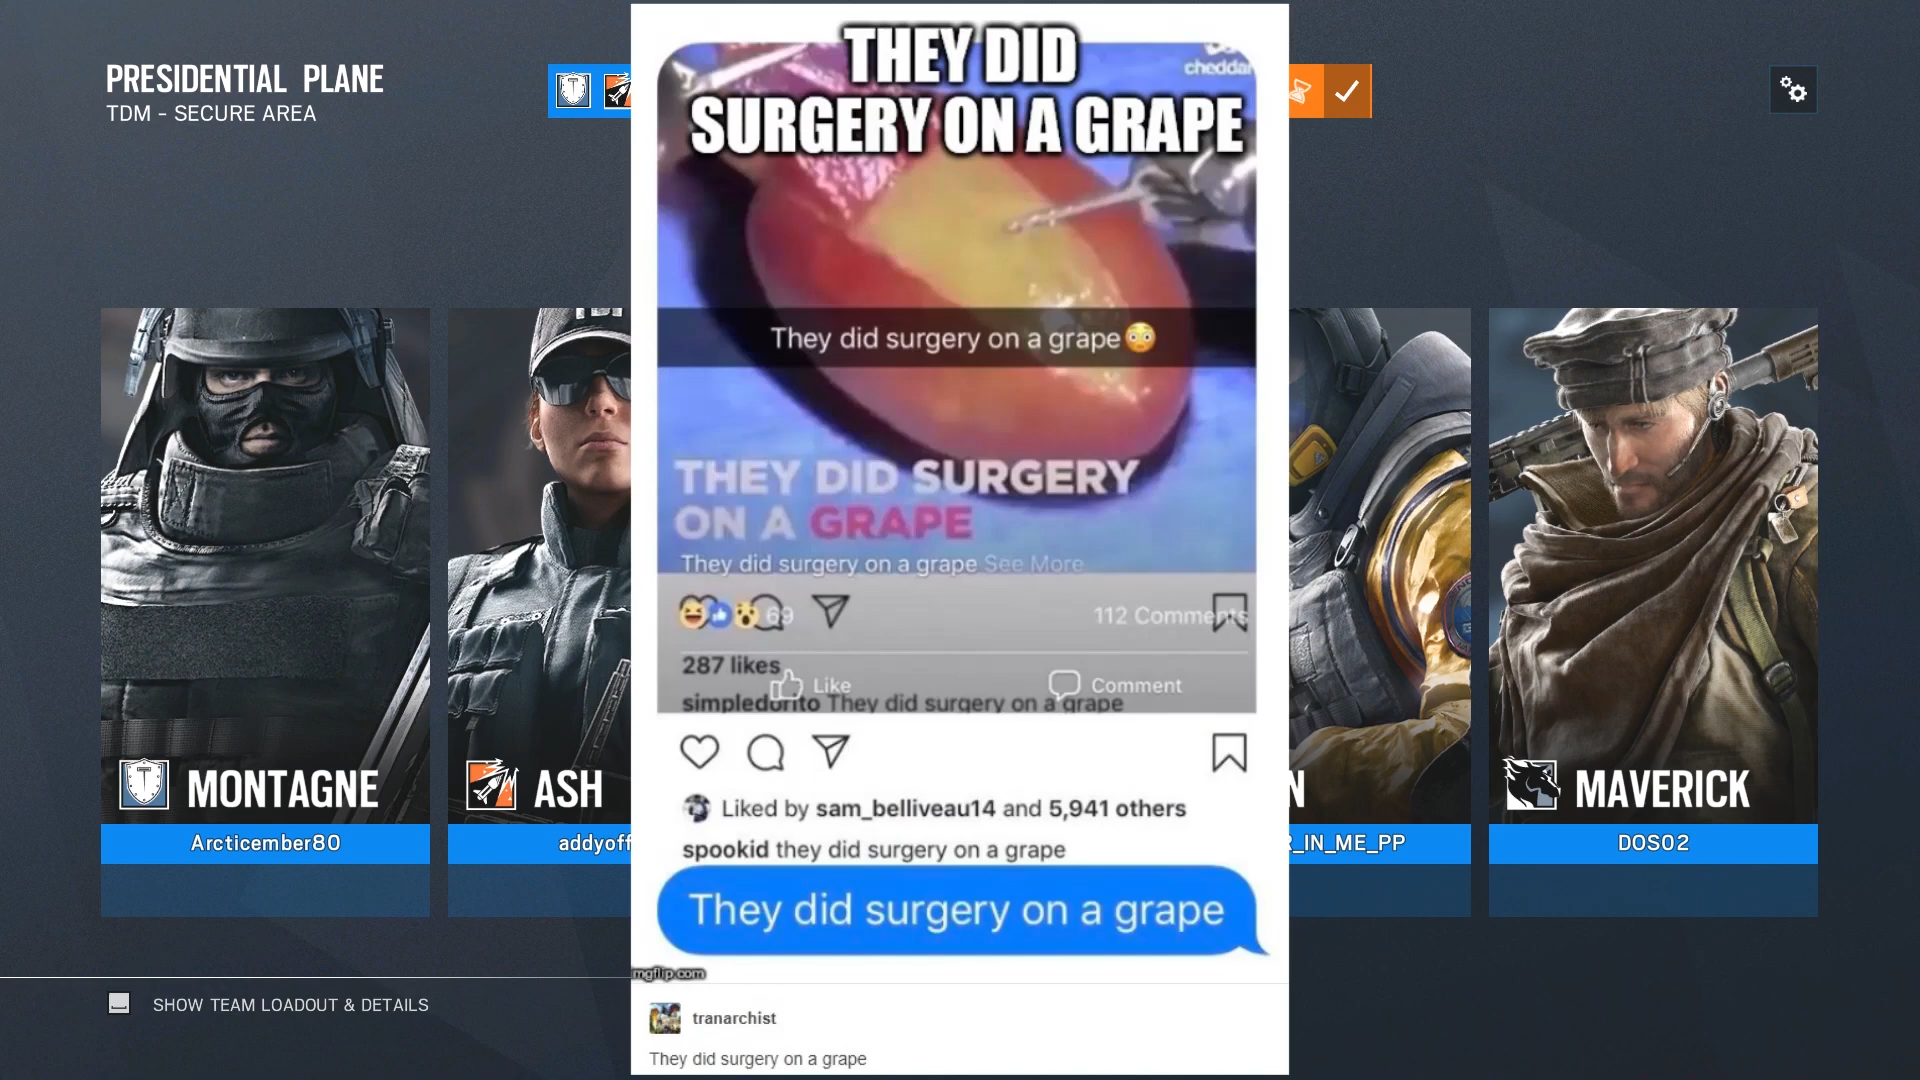 PRESIDENTIAL PLANE
TDM - SECURE AREA
THEY DID
SURGERY ON A GRAPE
cheddar
They did surgery on a grape😳
THEY DID SURGERY
ON A GRAPE
They did surgery on a grape See More
69
112 Comments
287 likes
Like
Comment
simpledorito They did surgery on a grape
Liked by sam_belliveau14 and 5,941 others
spookid they did surgery on a grape
They did surgery on a grape
imgflip.com
tranarchist
They did surgery on a grape
MONTAGNE
Arcticember80
ASH
addyoff
N
R_IN_ME_PP
MAVERICK
DOS02
SHOW TEAM LOADOUT & DETAILS